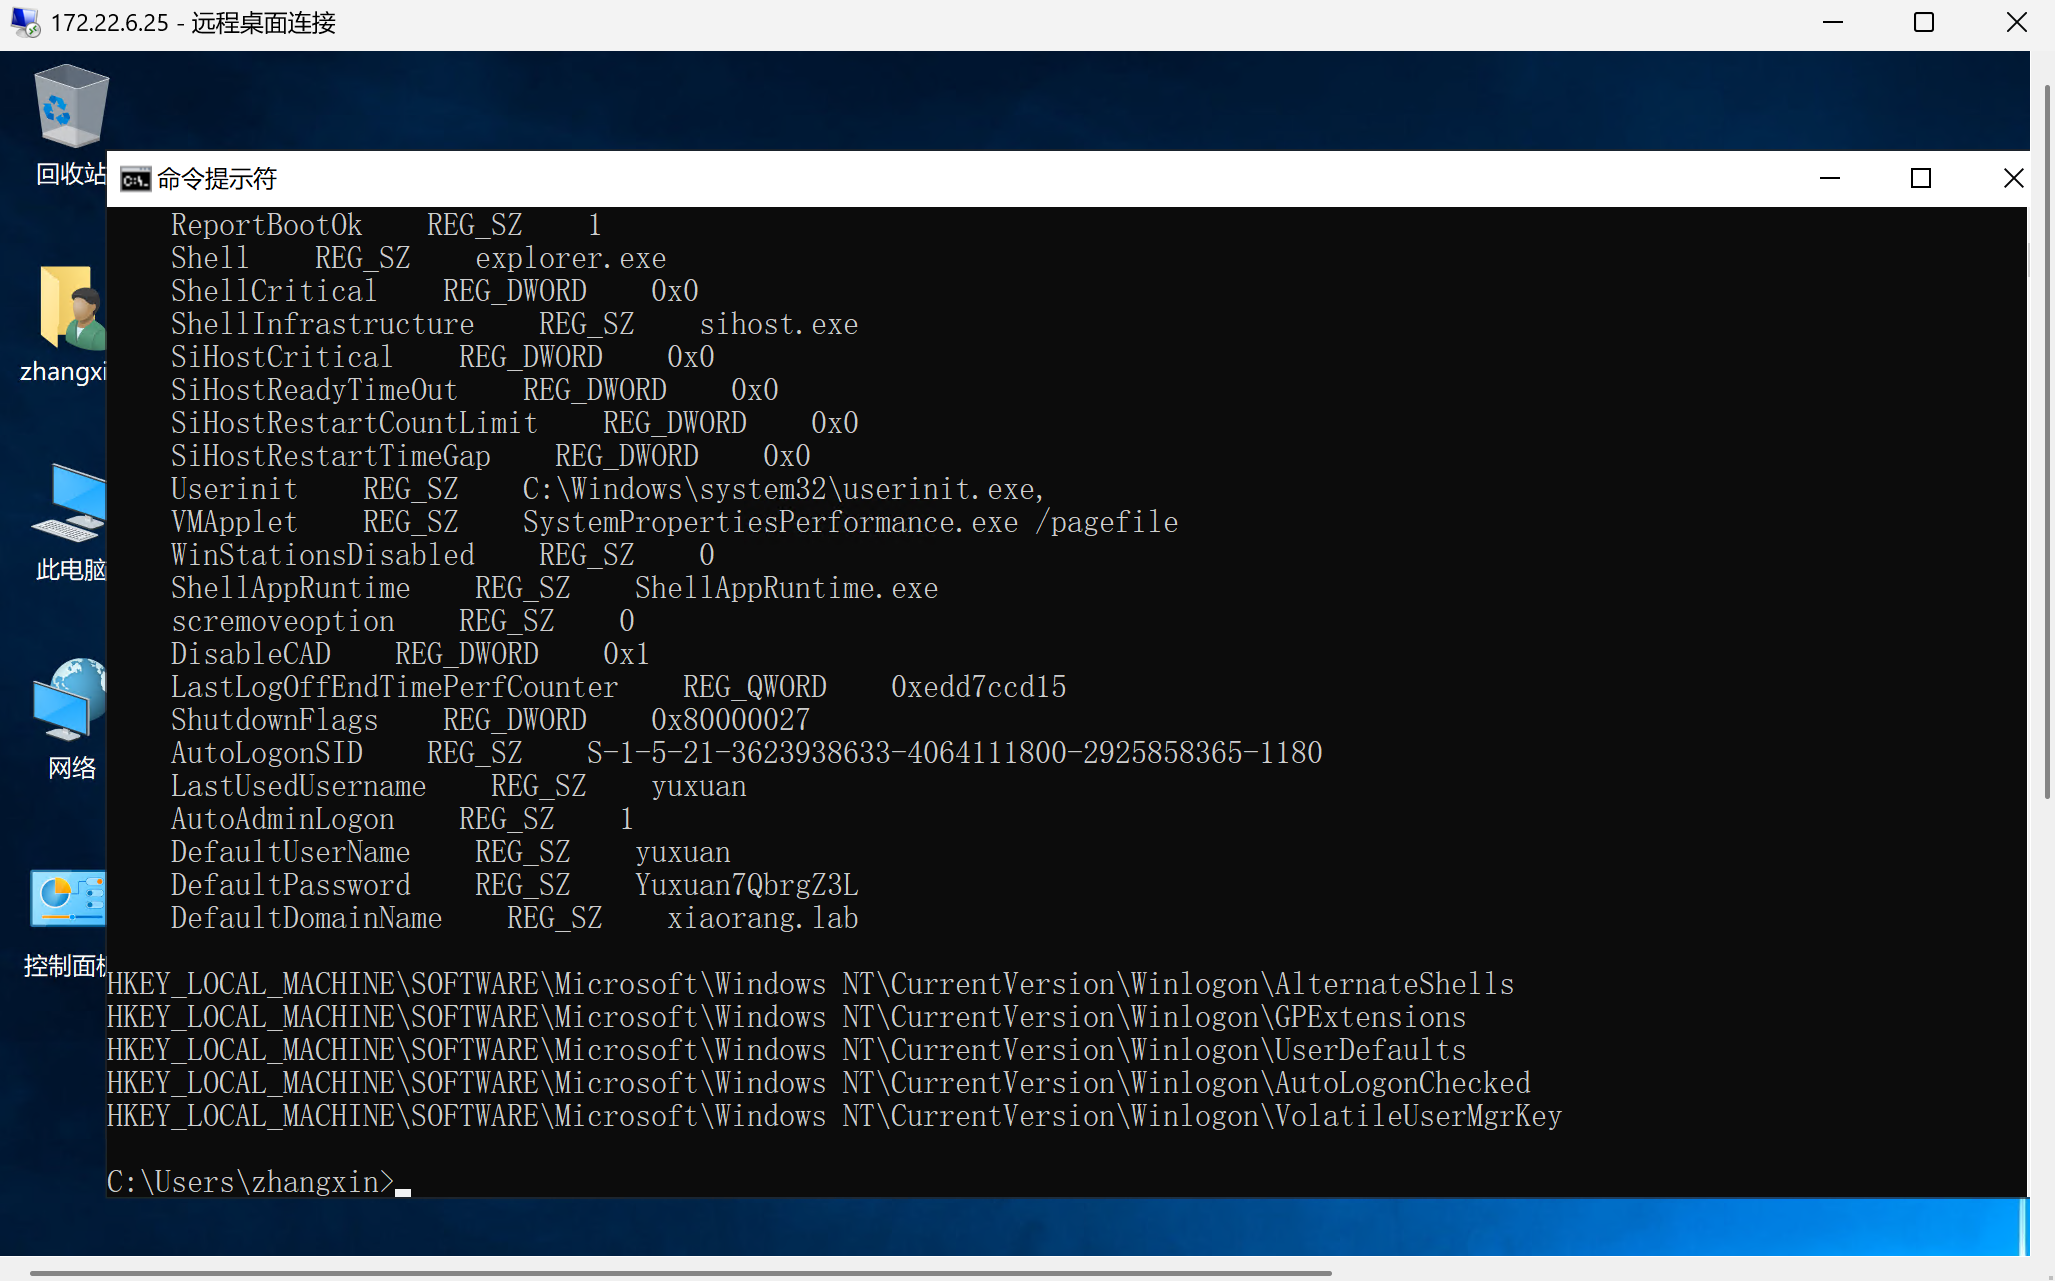 172.22.6.25 - 远程桌面连接
回收站
命令提示符
ReportBootOk    REG_SZ    1
Shell    REG_SZ    explorer.exe
ShellCritical    REG_DWORD    0x0
ShellInfrastructure    REG_SZ    sihost.exe
SiHostCritical    REG_DWORD    0x0
zhangxi
SiHostReadyTimeOut    REG_DWORD    0x0
SiHostRestartCountLimit    REG_DWORD    0x0
SiHostRestartTimeGap    REG_DWORD    0x0
Userinit    REG_SZ    C:\Windows\system32\userinit.exe,
VMApplet    REG_SZ    SystemPropertiesPerformance.exe /pagefile
WinStationsDisabled    REG_SZ    0
此电脑
ShellAppRuntime    REG_SZ    ShellAppRuntime.exe
scremoveoption    REG_SZ    0
DisableCAD    REG_DWORD    0x1
LastLogOffEndTimePerfCounter    REG_QWORD    0xedd7ccd15
ShutdownFlags    REG_DWORD    0x80000027
AutoLogonSID    REG_SZ    S-1-5-21-3623938633-4064111800-2925858365-1180
网络
LastUsedUsername    REG_SZ    yuxuan
AutoAdminLogon    REG_SZ    1
DefaultUserName    REG_SZ    yuxuan
DefaultPassword    REG_SZ    Yuxuan7QbrgZ3L
DefaultDomainName    REG_SZ    xiaorang.lab
控制面板
HKEY_LOCAL_MACHINE\SOFTWARE\Microsoft\Windows NT\CurrentVersion\Winlogon\AlternateShells
HKEY_LOCAL_MACHINE\SOFTWARE\Microsoft\Windows NT\CurrentVersion\Winlogon\GPExtensions
HKEY_LOCAL_MACHINE\SOFTWARE\Microsoft\Windows NT\CurrentVersion\Winlogon\UserDefaults
HKEY_LOCAL_MACHINE\SOFTWARE\Microsoft\Windows NT\CurrentVersion\Winlogon\AutoLogonChecked
HKEY_LOCAL_MACHINE\SOFTWARE\Microsoft\Windows NT\CurrentVersion\Winlogon\VolatileUserMgrKey
C:\Users\zhangxin>